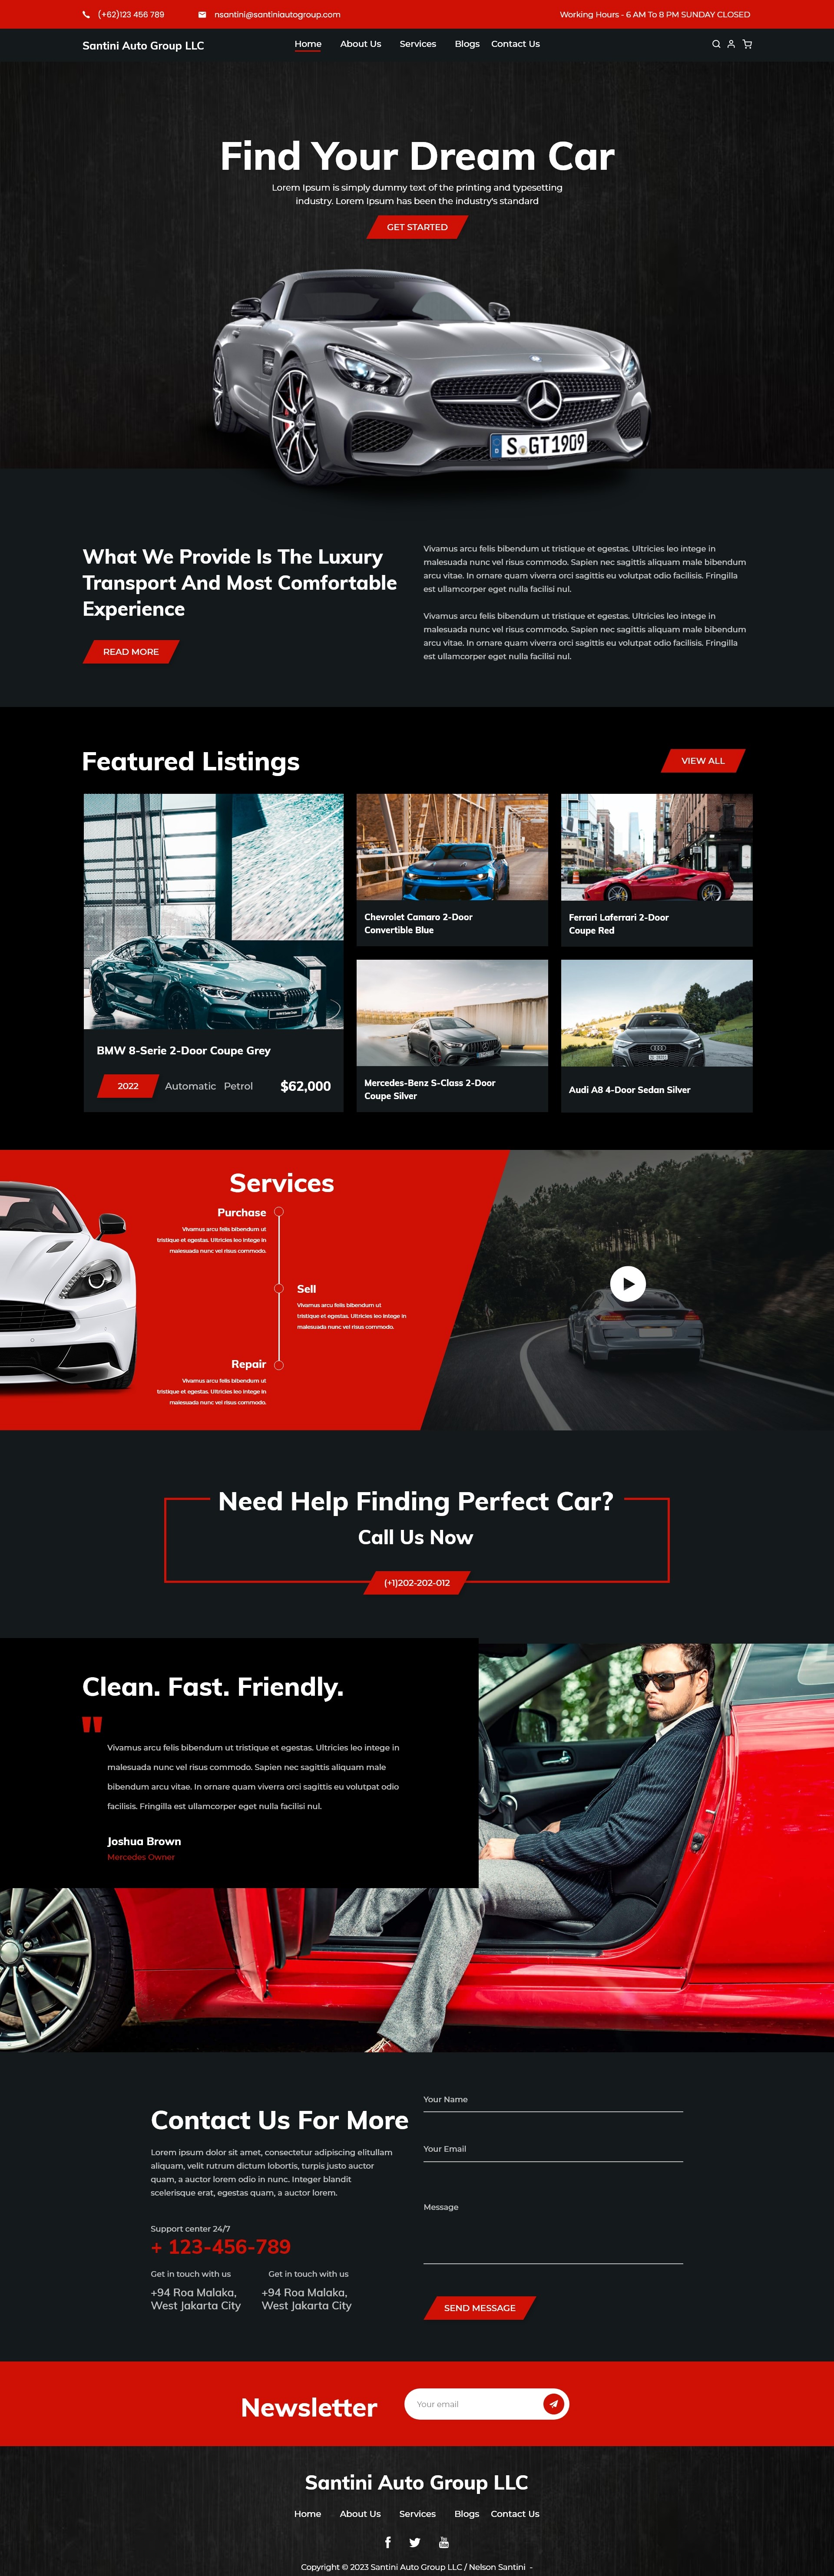 (+62)123 456 789
nsantini@santiniautogroup.com
Working Hours - 6 AM To 8 PM SUNDAY CLOSED
Santini Auto Group LLC
Home About Us Services Blogs Contact Us
Find Your Dream Car
Lorem Ipsum is simply dummy text of the printing and typesetting
industry. Lorem Ipsum has been the industry's standard
GET STARTED
S GT 1909
What We Provide Is The Luxury
Transport And Most Comfortable
Experience
READ MORE
Vivamus arcu felis bibendum ut tristique et egestas. Ultricies leo integer in
malesuada nunc vel risus commodo. Sapien nec sagittis aliquam male bibendum
arcu vitae. In ornare quam viverra orci sagittis eu volutpat odio facilisis. Fringilla
est ullamcorper eget nulla facilisi nul.
Vivamus arcu felis bibendum ut tristique et egestas. Ultricies leo integer in
malesuada nunc vel risus commodo. Sapien nec sagittis aliquam male bibendum
arcu vitae. In ornare quam viverra orci sagittis eu volutpat odio facilisis. Fringilla
est ullamcorper eget nulla facilisi nul.
Featured Listings
VIEW ALL
BMW 8-Serie 2-Door Coupe Grey
2022
Automatic Petrol
$62,000
Chevrolet Camaro 2-Door
Convertible Blue
Ferrari Laferrari 2-Door
Coupe Red
Mercedes-Benz S-Class 2-Door
Coupe Silver
Audi A8 4-Door Sedan Silver
Services
Purchase
Vivamus arcu felis bibendum ut
tristique et egestas. Ultricies leo integer in
malesuada nunc vel risus commodo.
Sell
Vivamus arcu felis bibendum ut
tristique et egestas. Ultricies leo integer in
malesuada nunc vel risus commodo.
Repair
Vivamus arcu felis bibendum ut
tristique et egestas. Ultricies leo integer in
malesuada nunc vel risus commodo.
Need Help Finding Perfect Car?
Call Us Now
(+1)202-202-012
Clean. Fast. Friendly.
"
Vivamus arcu felis bibendum ut tristique et egestas. Ultricies leo integer in
malesuada nunc vel risus commodo. Sapien nec sagittis aliquam male
bibendum arcu vitae. In ornare quam viverra orci sagittis eu volutpat odio
facilisis. Fringilla est ullamcorper eget nulla facilisi nul.
Joshua Brown
Mercedes Owner
Contact Us For More
Lorem ipsum dolor sit amet, consectetur adipiscing elitullam
aliquam, velit rutrum dictum lobortis, turpis justo auctor
quam, a auctor lorem odio in nunc. Integer blandit
scelerisque erat, egestas quam, a auctor lorem.
Support center 24/7
+ 123-456-789
Get in touch with us
+94 Roa Malaka,
West Jakarta City
Get in touch with us
+94 Roa Malaka,
West Jakarta City
Your Name
Your Email
Message
SEND MESSAGE
Newsletter
Your email
Santini Auto Group LLC
Home About Us Services Blogs Contact Us
Copyright © 2023 Santini Auto Group LLC / Nelson Santini -